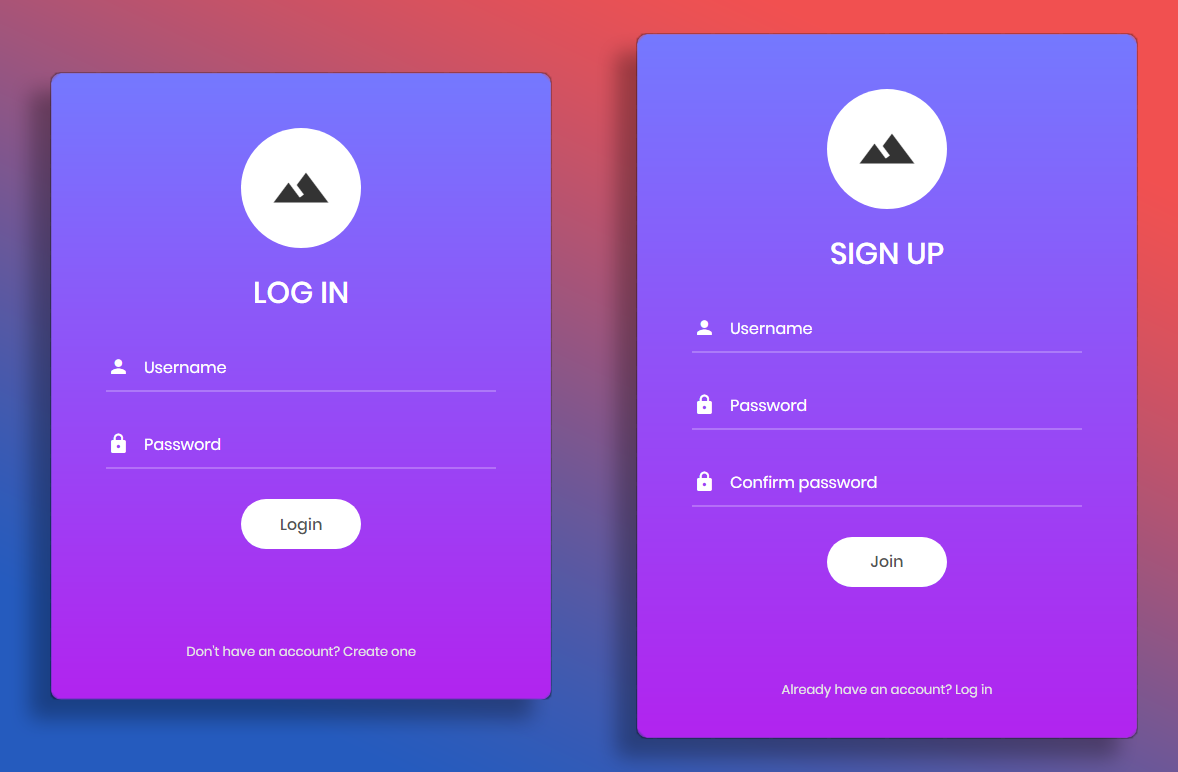 LOG IN
Username
Password
Login
Don't have an account? Create one
SIGN UP
Username
Password
Confirm password
Join
Already have an account? Log in